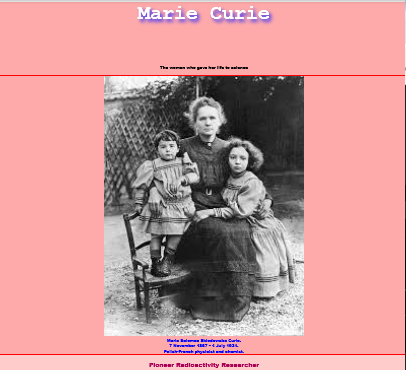 Marie Curie
The women who gave her life to science
Marie Salomea Skłodowska Curie.
7 November 1867 – 4 July 1934.
Polish-French physicist and chemist.
Pioneer Radioactivity Researcher